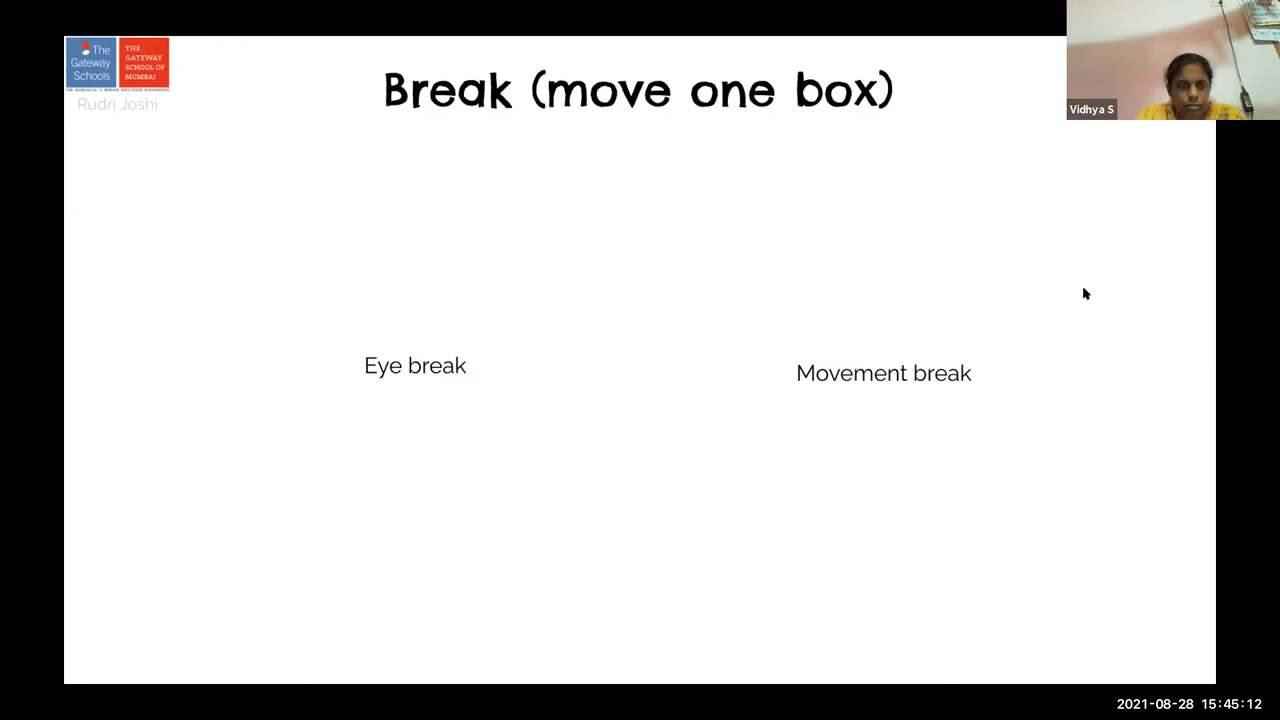 The
Gateway
Schools
THE
GATEWAY
SCHOOL OF
MUMBAI
Rudri Joshi
Break (move one box)
Vidhya S
Eye break
Movement break
2021-08-28 15:45:12